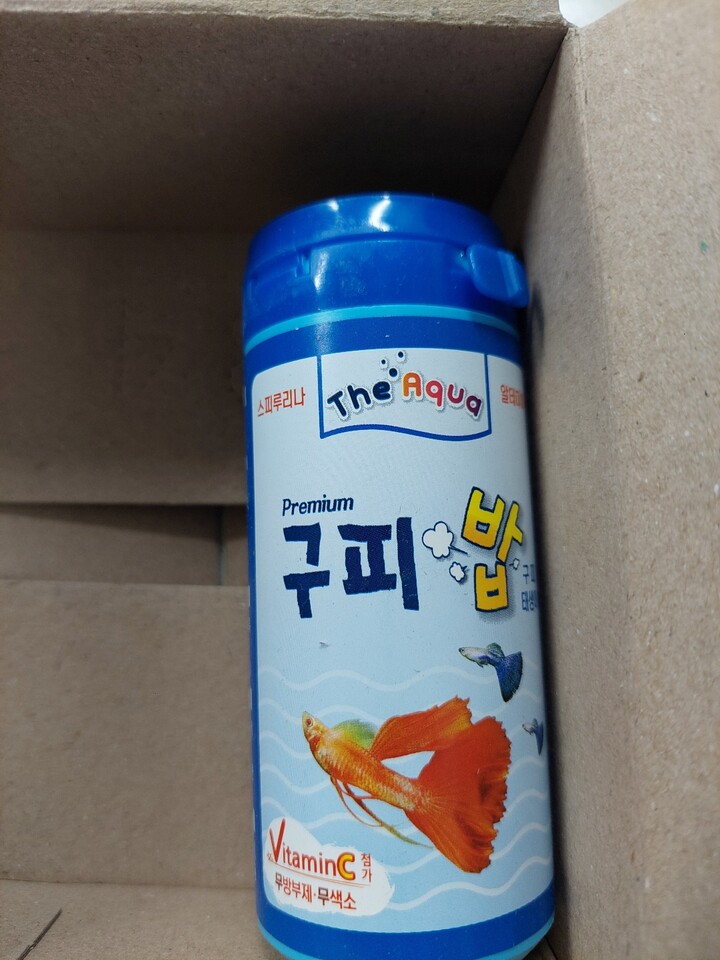 스피루리나
The Aqua
Premium
구피밥
VitaminC 첨가
무방부제·무색소